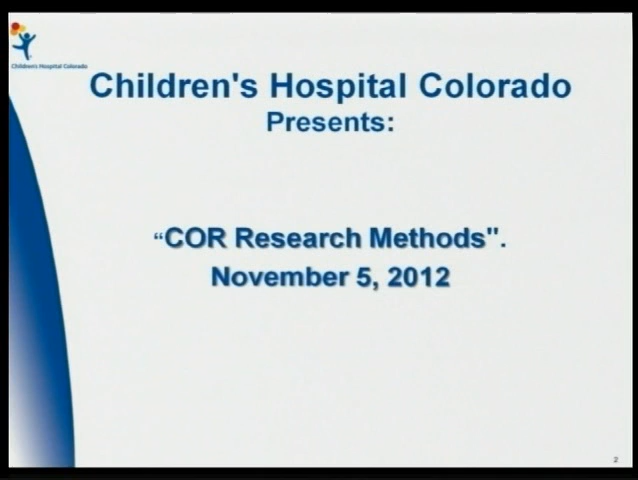 Children's Hospital Colorado
Children's Hospital Colorado
Presents:
“COR Research Methods".
November 5, 2012
2